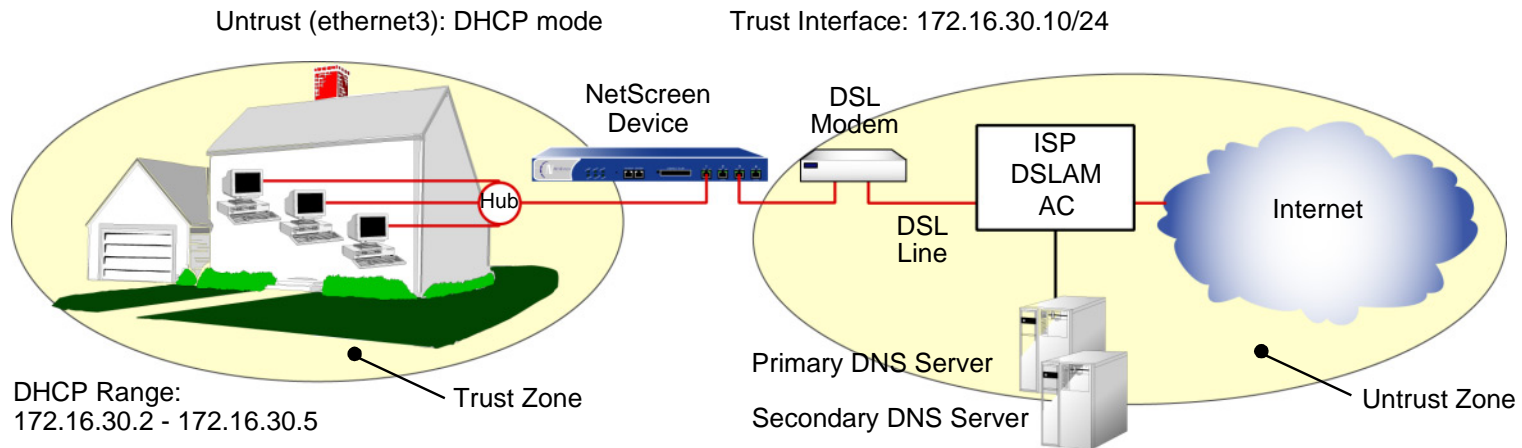 Untrust (ethernet3): DHCP mode
Trust Interface: 172.16.30.10/24
NetScreen
Device
DSL
Modem
ISP
DSLAM
AC
Hub
Internet
DSL
Line
Primary DNS Server
Secondary DNS Server
DHCP Range:
172.16.30.2 - 172.16.30.5
Trust Zone
Untrust Zone